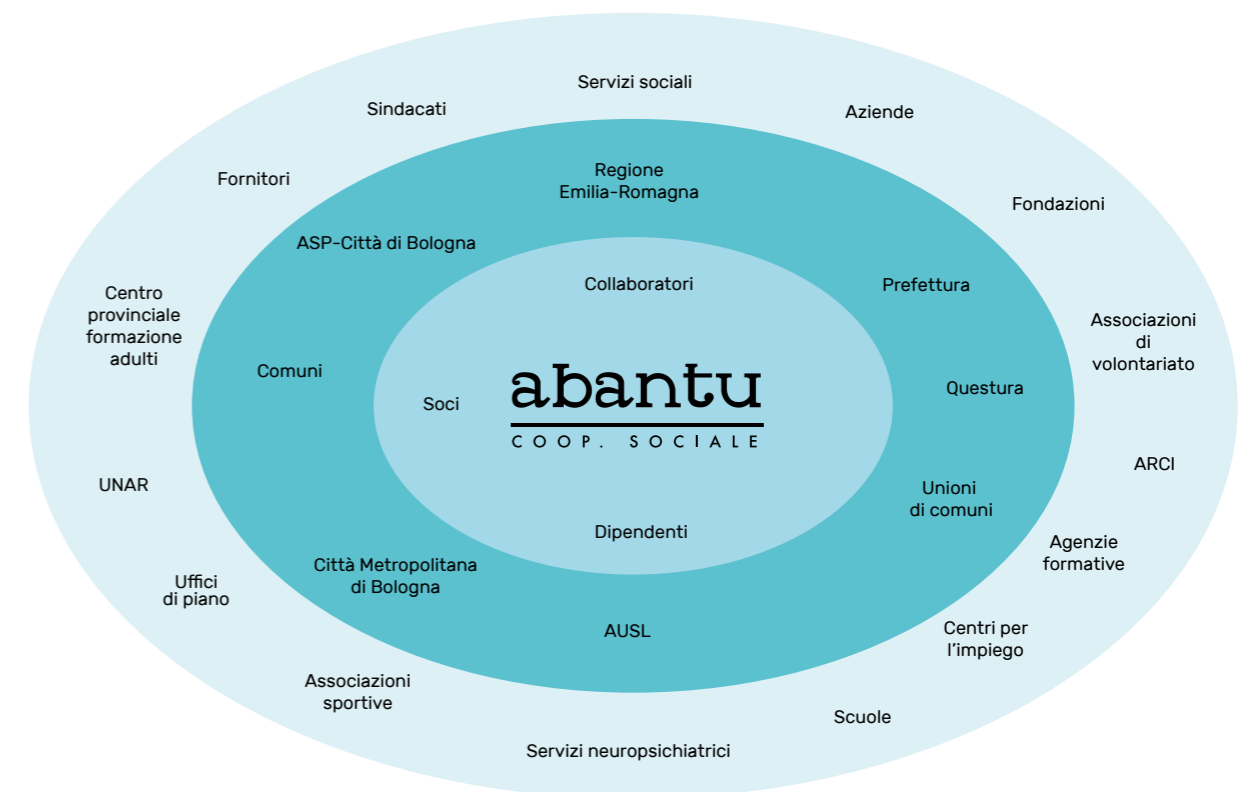 Servizi sociali
Sindacati
Aziende
Fornitori
Fondazioni
Regione
Emilia-Romagna
ASP-Città di Bologna
Collaboratori
Prefettura
Centro
provinciale
formazione
adulti
Associazioni
di
volontariato
Comuni
Soci
abantu
COOP. SOCIALE
Questura
UNAR
ARCI
Unioni
di comuni
Dipendenti
Agenzie
formative
Città Metropolitana
di Bologna
Uffici
di piano
AUSL
Centri per
l'impiego
Associazioni
sportive
Scuole
Servizi neuropsichiatrici